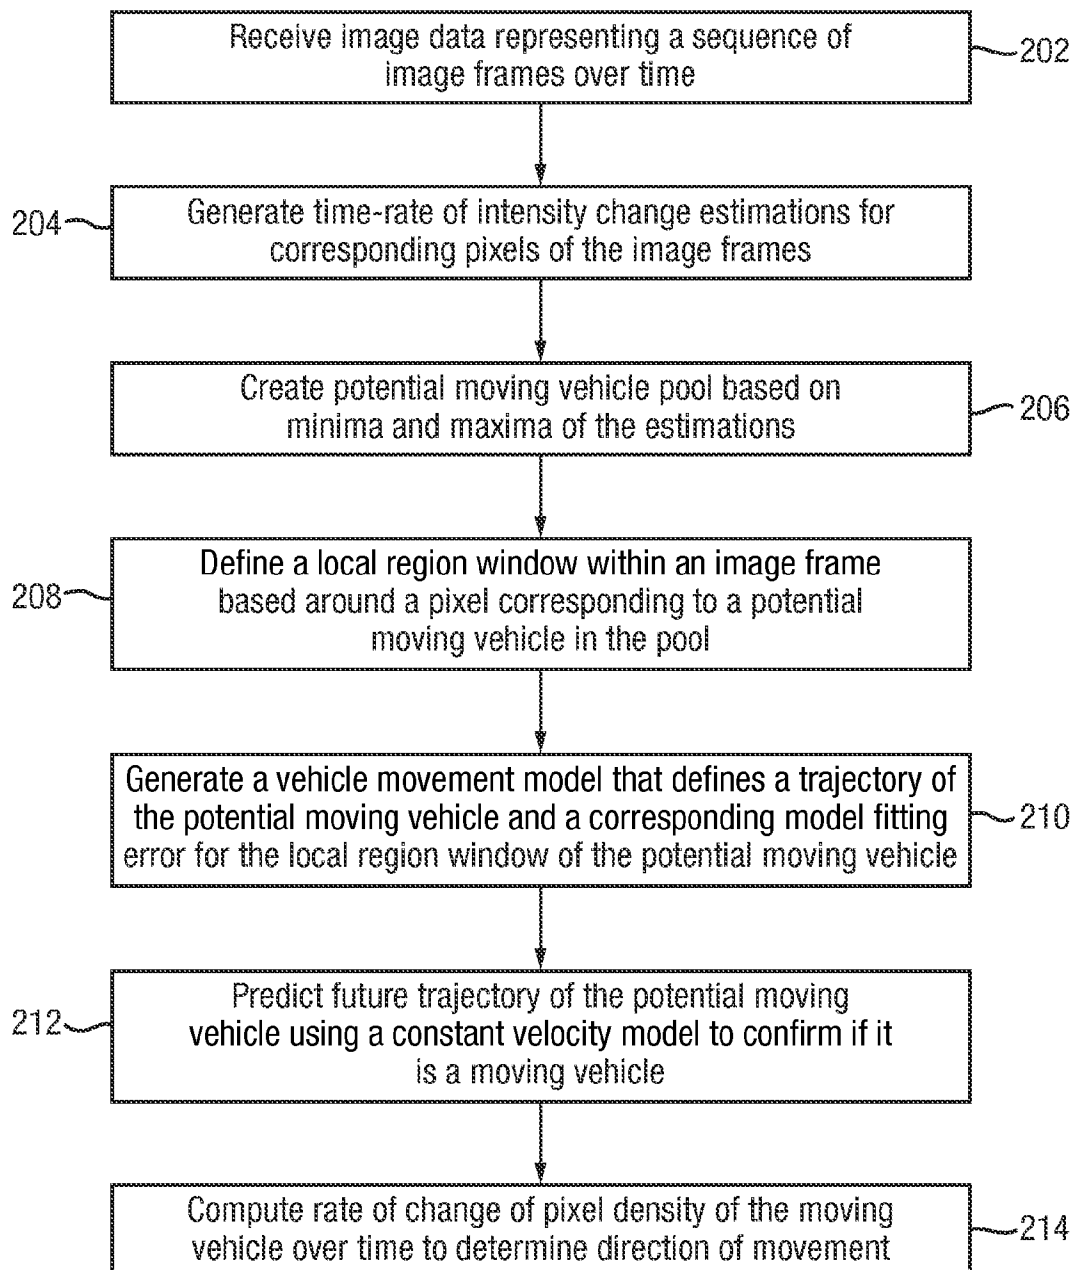 Receive image data representing a sequence of
image frames over time
202
204
Generate time-rate of intensity change estimations for
corresponding pixels of the image frames
Create potential moving vehicle pool based on
minima and maxima of the estimations
206
208
Define a local region window within an image frame
based around a pixel corresponding to a potential
moving vehicle in the pool
Generate a vehicle movement model that defines a trajectory of
the potential moving vehicle and a corresponding model fitting
error for the local region window of the potential moving vehicle
210
212
Predict future trajectory of the potential moving
vehicle using a constant velocity model to confirm if it
is a moving vehicle
Compute rate of change of pixel density of the moving
vehicle over time to determine direction of movement
214